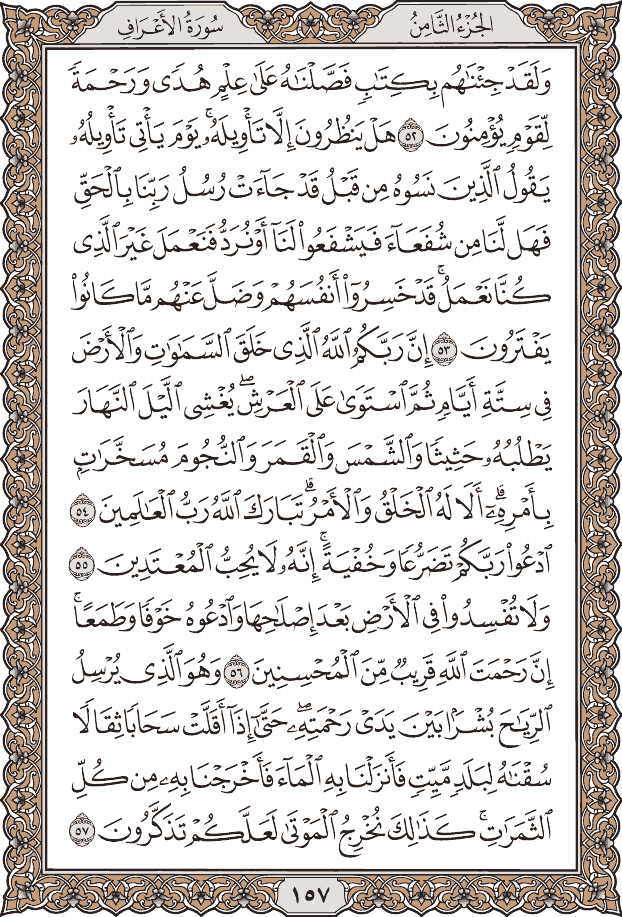 الجُزْءُ الثَّامِنُ
سُورَةُ الأَعْرَافِ
وَلَقَدْ جِئْنَٰهُم بِكِتَٰبٍ فَصَّلْنَٰهُ عَلَىٰ عِلْمٍ هُدًى وَرَحْمَةً
لِّقَوْمٍ يُؤْمِنُونَ ٥٢ هَلْ يَنظُرُونَ إِلَّا تَأْوِيلَهُۥۚ يَوْمَ يَأْتِى تَأْوِيلُهُۥ
يَقُولُ ٱلَّذِينَ نَسُوهُ مِن قَبْلُ قَدْ جَآءَتْ رُسُلُ رَبِّنَا بِٱلْحَقِّ
فَهَل لَّنَا مِن شُفَعَآءَ فَيَشْفَعُوا۟ لَنَآ أَوْ نُرَدُّ فَنَعْمَلَ غَيْرَ ٱلَّذِى
كُنَّا نَعْمَلُۚ قَدْ خَسِرُوٓا۟ أَنفُسَهُمْ وَضَلَّ عَنْهُم مَّا كَانُوا۟
يَفْتَرُونَ ٥٣ إِنَّ رَبَّكُمُ ٱللَّهُ ٱلَّذِى خَلَقَ ٱلسَّمَٰوَٰتِ وَٱلْأَرْضَ
فِى سِتَّةِ أَيَّامٍ ثُمَّ ٱسْتَوَىٰ عَلَى ٱلْعَرْشِۖ يُغْشِى ٱلَّيْلَ ٱلنَّهَارَ
يَطْلُبُهُۥ حَثِيثًا وَٱلشَّمْسَ وَٱلْقَمَرَ وَٱلنُّجُومَ مُسَخَّرَٰتٍۭ
بِأَمْرِهِۦٓۗ أَلَا لَهُ ٱلْخَلْقُ وَٱلْأَمْرُۗ تَبَارَكَ ٱللَّهُ رَبُّ ٱلْعَٰلَمِينَ ٥٤
ٱدْعُوا۟ رَبَّكُمْ تَضَرُّعًا وَخُفْيَةًۚ إِنَّهُۥ لَا يُحِبُّ ٱلْمُعْتَدِينَ ٥٥
وَلَا تُفْسِدُوا۟ فِى ٱلْأَرْضِ بَعْدَ إِصْلَٰحِهَا وَٱدْعُوهُ خَوْفًا وَطَمَعًاۚ
إِنَّ رَحْمَتَ ٱللَّهِ قَرِيبٌ مِّنَ ٱلْمُحْسِنِينَ ٥٦ وَهُوَ ٱلَّذِى يُرْسِلُ
ٱلرِّيَٰحَ بُشْرًۢا بَيْنَ يَدَىْ رَحْمَتِهِۦۖ حَتَّىٰٓ إِذَآ أَقَلَّتْ سَحَابًا ثِقَالًا
سُقْنَٰهُ لِبَلَدٍ مَّيِّتٍ فَأَنزَلْنَا بِهِ ٱلْمَآءَ فَأَخْرَجْنَا بِهِۦ مِن كُلِّ
ٱلثَّمَرَٰتِۚ كَذَٰلِكَ نُخْرِجُ ٱلْمَوْتَىٰ لَعَلَّكُمْ تَذَكَّرُونَ ٥٧
١٥٧